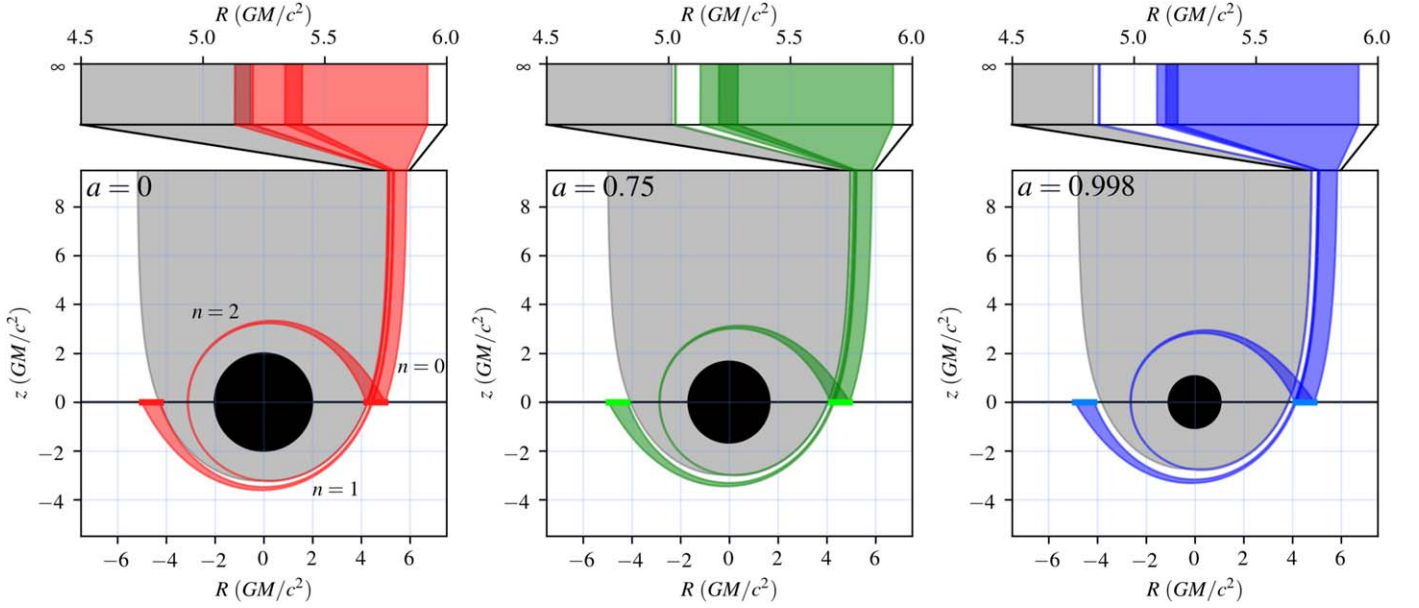 R (GM/c²) R (GM/c²) R (GM/c²)
4.5 5.0 5.5 6.0 4.5 5.0 5.5 6.0 4.5 5.0 5.5 6.0
∞ ∞ ∞
a = 0 a = 0.75 a = 0.998
8 8 8
6 6 6
4 4 4
n = 2
2 2 2
n = 0
z (GM/c²) z (GM/c²) z (GM/c²)
0 0 0
−2 −2 −2
n = 1
−4 −4 −4
−6 −4 −2 0 2 4 6 −6 −4 −2 0 2 4 6 −6 −4 −2 0 2 4 6
R (GM/c²) R (GM/c²) R (GM/c²)